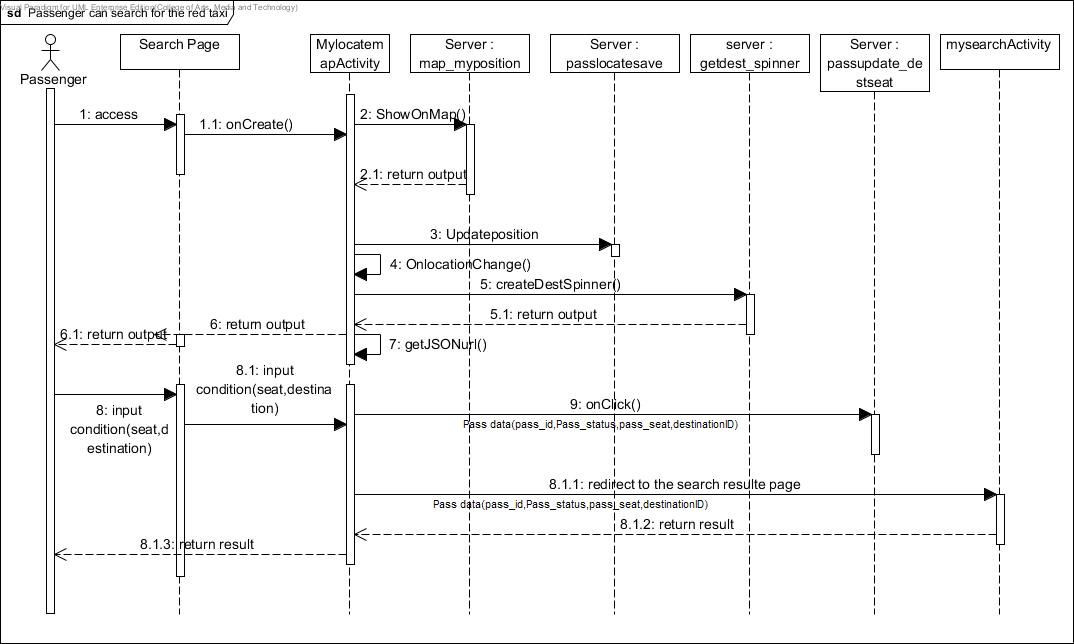 Visual Paradigm for UML Enterprise Edition(College of Arts, Media and Technology)
sd Passenger can search for the red taxi
Passenger
Search Page
Mylocatem
apActivity
Server :
map_myposition
Server :
passlocatesave
server :
getdest_spinner
Server :
passupdate_de
stseat
mysearchActivity
1: access
1.1: onCreate()
2: ShowOnMap()
2.1: return output
3: Updateposition
4: OnlocationChange()
5: createDestSpinner()
5.1: return output
6: return output
6.1: return output
7: getJSONurl()
8.1: input
condition(seat,destina
tion)
8: input
condition(seat,d
estination)
9: onClick()
Pass data(pass_id,Pass_status,pass_seat,destinationID)
8.1.1: redirect to the search resulte page
Pass data(pass_id,Pass_status,pass_seat,destinationID)
8.1.2: return result
8.1.3: return result